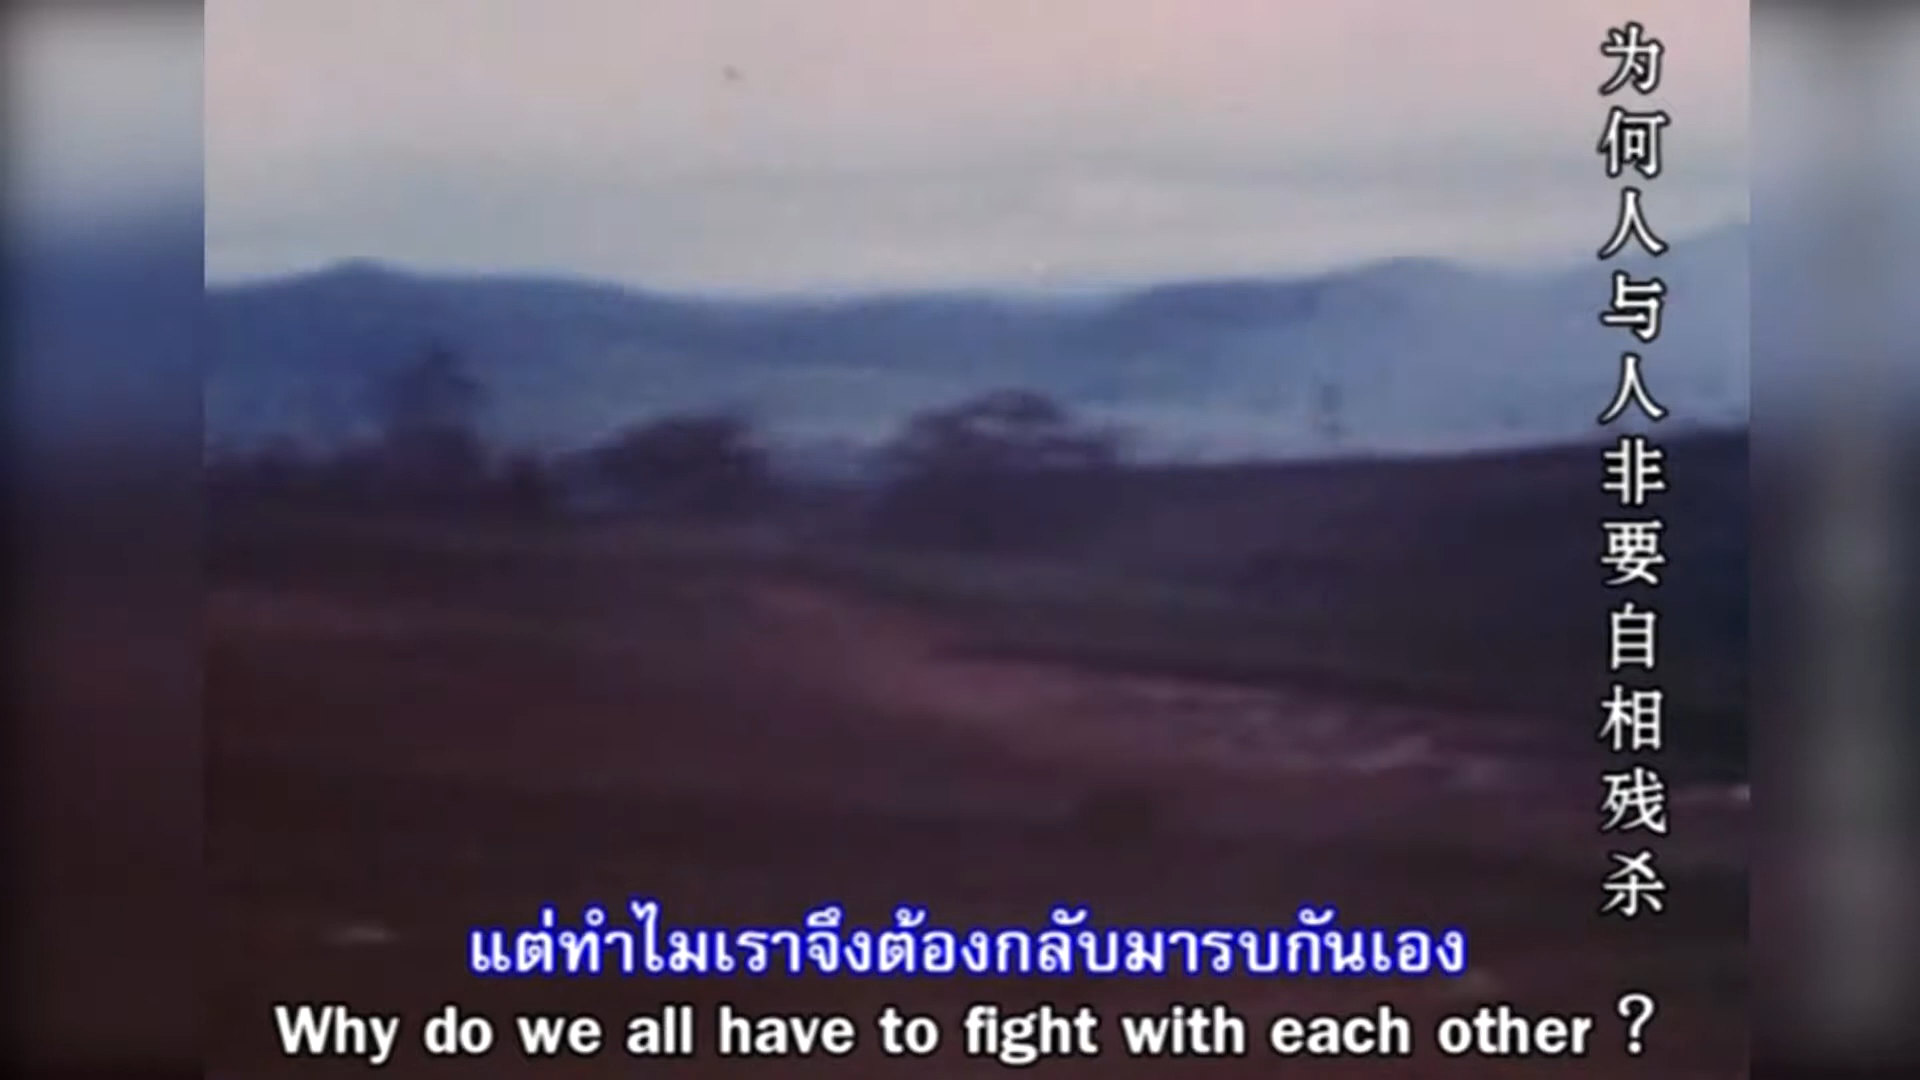 为何人与人非要自相残杀
แต่ทำไมเราจึงต้องกลับมารบกันเอง
Why do we all have to fight with each other ?